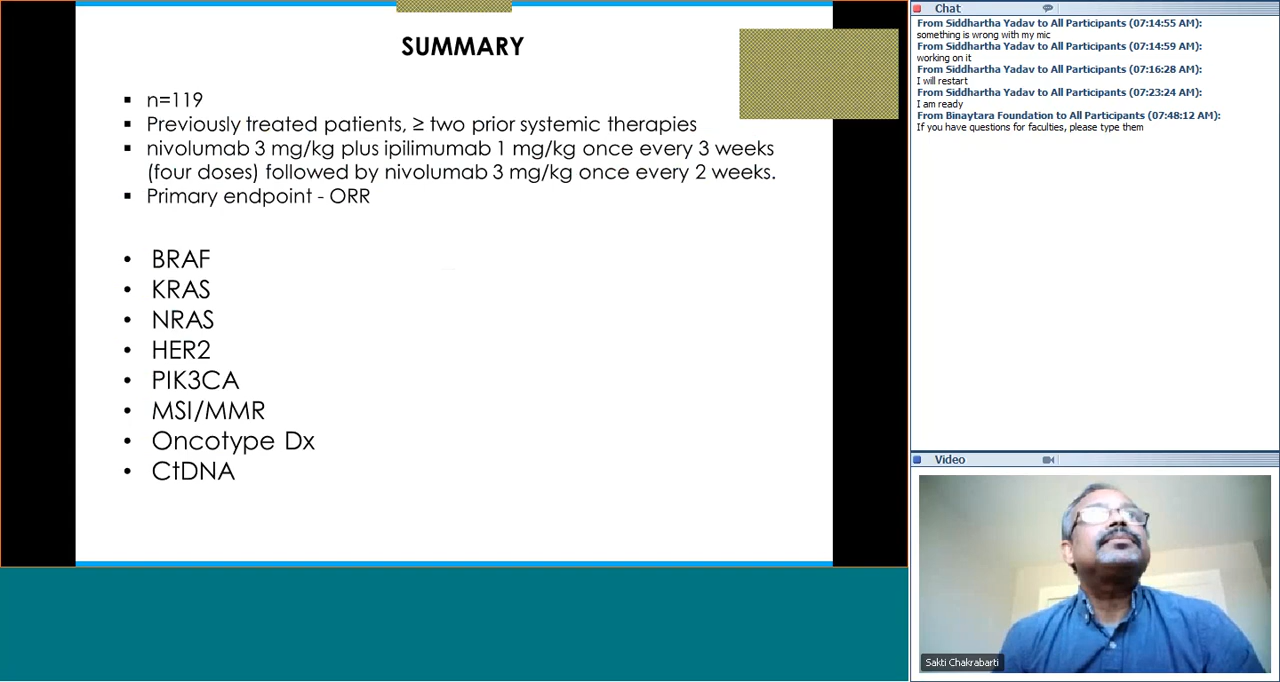 SUMMARY
▪ n=119
▪ Previously treated patients, ≥ two prior systemic therapies
▪ nivolumab 3 mg/kg plus ipilimumab 1 mg/kg once every 3 weeks
(four doses) followed by nivolumab 3 mg/kg once every 2 weeks.
▪ Primary endpoint - ORR
• BRAF
• KRAS
• NRAS
• HER2
• PIK3CA
• MSI/MMR
• Oncotype Dx
• CtDNA
Chat
From Siddhartha Yadav to All Participants (07:14:55 AM):
something is wrong with my mic
From Siddhartha Yadav to All Participants (07:14:59 AM):
working on it
From Siddhartha Yadav to All Participants (07:16:28 AM):
I will restart
From Siddhartha Yadav to All Participants (07:23:24 AM):
I am ready
From Binaytara Foundation to All Participants (07:48:12 AM):
If you have questions for faculties, please type them
Video
Sakti Chakrabarti